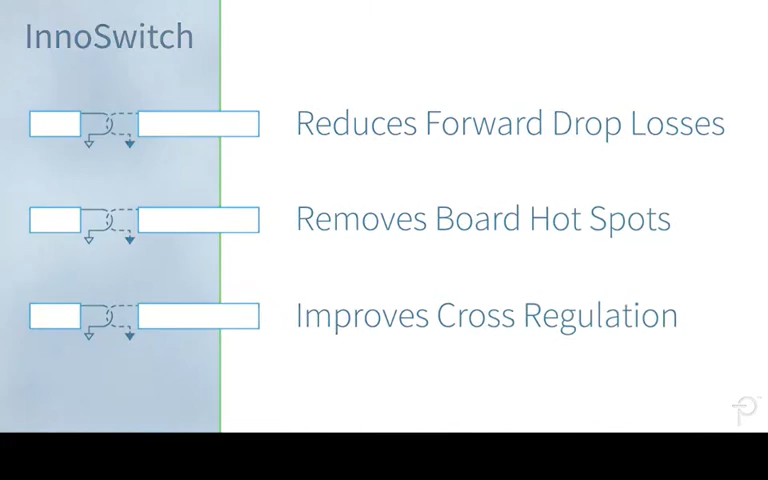 InnoSwitch
Reduces Forward Drop Losses
Removes Board Hot Spots
Improves Cross Regulation